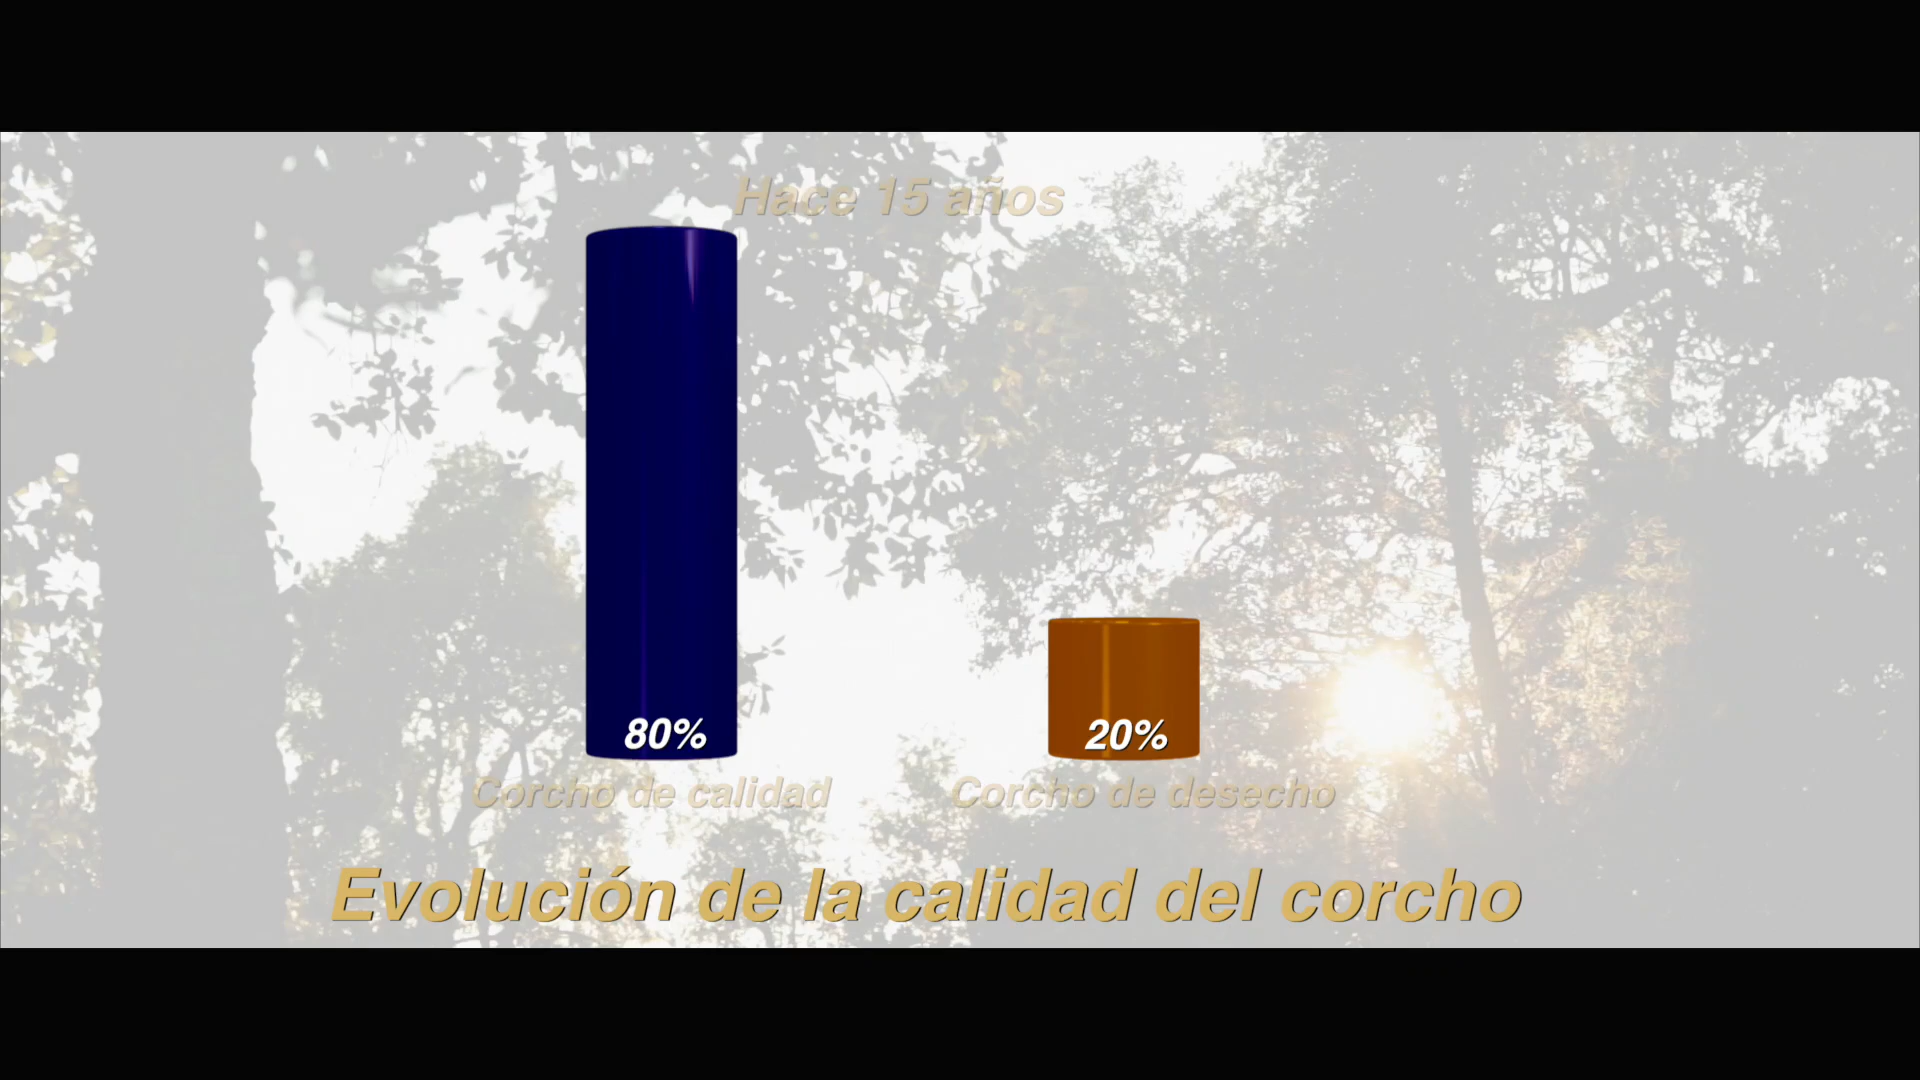 Hace 15 años
80%
20%
Corcho de calidad
Corcho de desecho
Evolución de la calidad del corcho